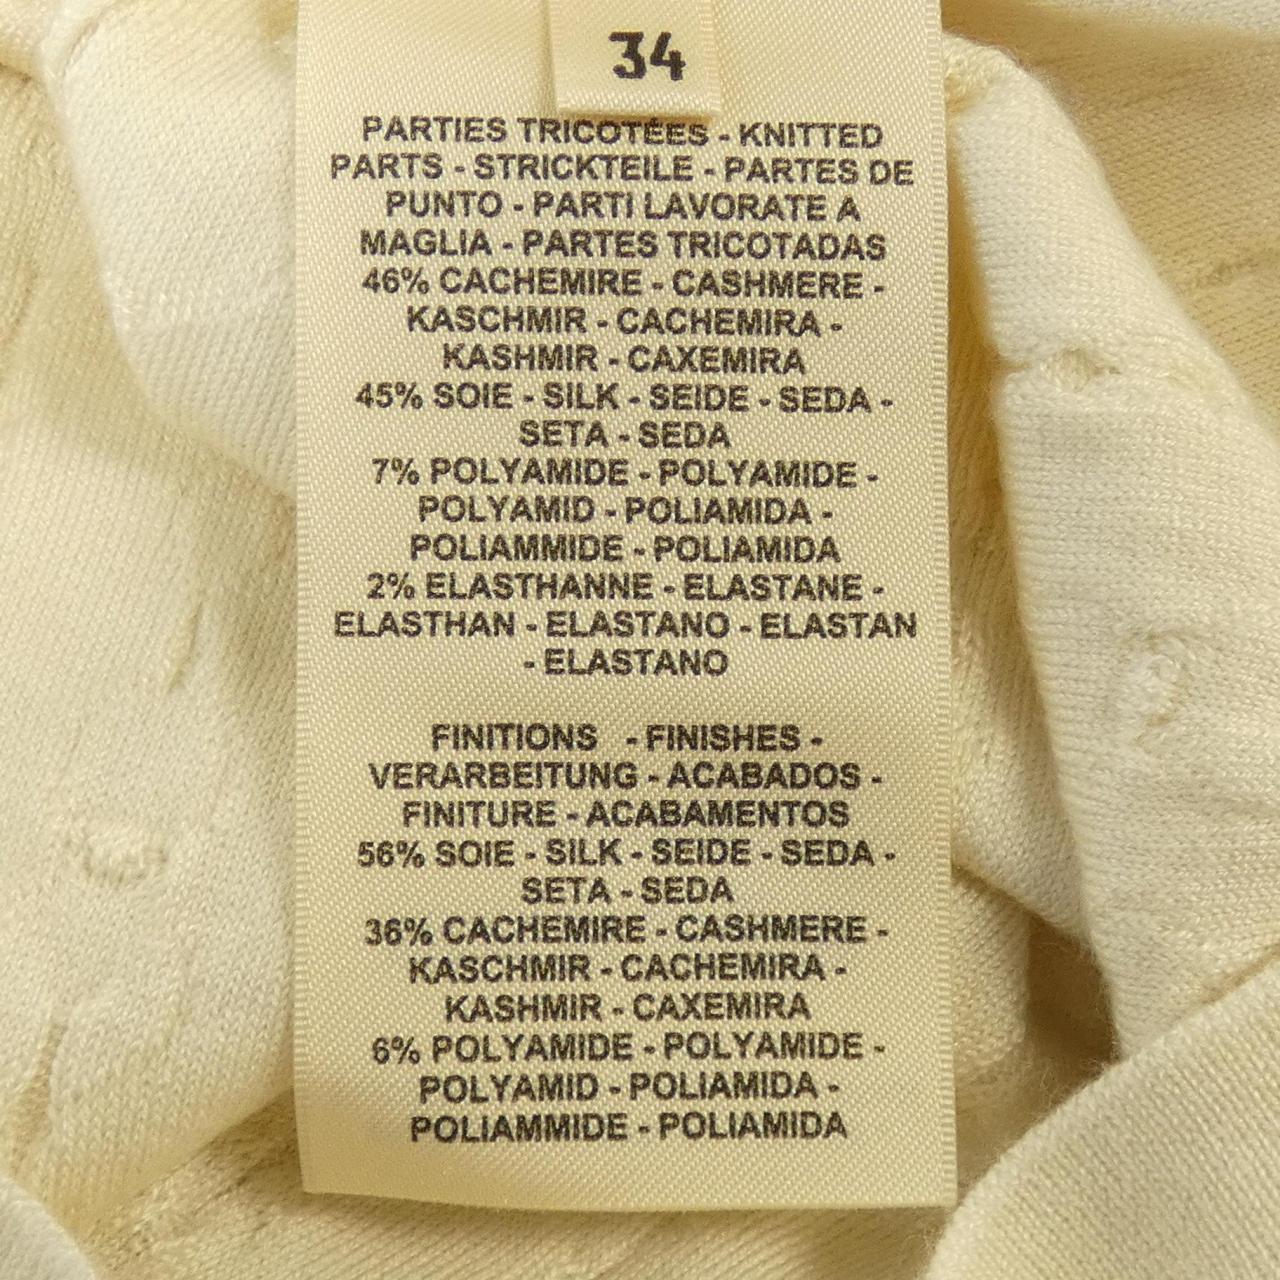 34
PARTIES TRICOTÉES - KNITTED
PARTS - STRICKTEILE - PARTES DE
PUNTO - PARTI LAVORATE A
MAGLIA - PARTES TRICOTADAS
46% CACHEMIRE - CASHMERE -
KASCHMIR - CACHEMIRA -
KASHMIR - CAXEMIRA
45% SOIE - SILK - SEIDE - SEDA -
SETA - SEDA
7% POLYAMIDE - POLYAMIDE -
POLYAMID - POLIAMIDA -
POLIAMMIDE - POLIAMIDA
2% ELASTHANNE - ELASTANE -
ELASTHAN - ELASTANO - ELASTAN
- ELASTANO
FINITIONS - FINISHES -
VERARBEITUNG - ACABADOS -
FINITURE - ACABAMENTOS
56% SOIE - SILK - SEIDE - SEDA -
SETA - SEDA
36% CACHEMIRE - CASHMERE -
KASCHMIR - CACHEMIRA -
KASHMIR - CAXEMIRA
6% POLYAMIDE - POLYAMIDE -
POLYAMID - POLIAMIDA -
POLIAMMIDE - POLIAMIDA